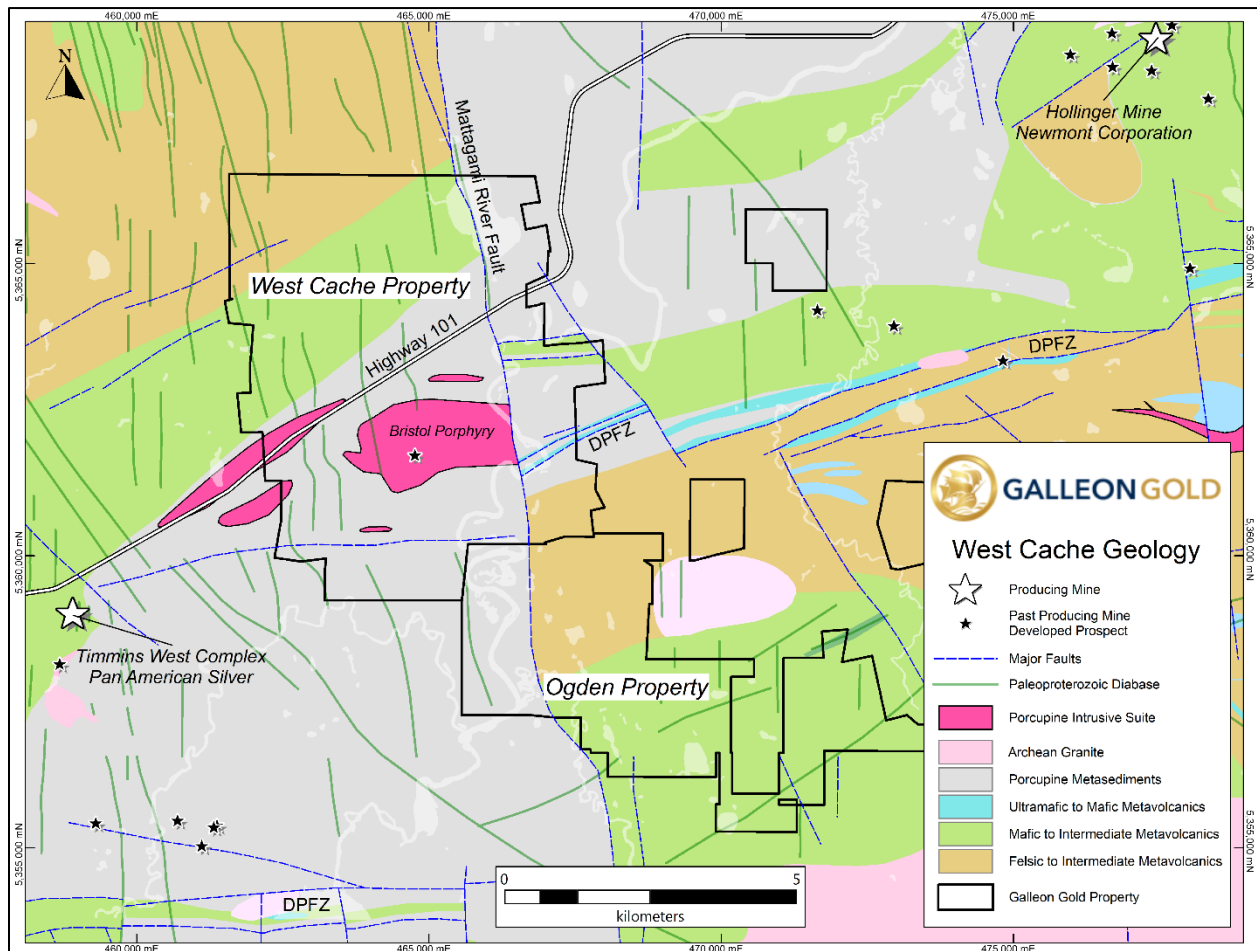 460,000 mE
465,000 mE
470,000 mE
475,000 mE
N
Mattagami River Fault
Hollinger Mine
Newmont Corporation
5,365,000 mN
5,365,000 mN
West Cache Property
Highway 101
DPFZ
Bristol Porphyry
DPFZ
5,360,000 mN
5,360,000 mN
Timmins West Complex
Pan American Silver
Ogden Property
5,355,000 mN
5,355,000 mN
DPFZ
0
5
kilometers
GALLEON GOLD
West Cache Geology
Producing Mine
Past Producing Mine
Developed Prospect
Major Faults
Paleoproterozoic Diabase
Porcupine Intrusive Suite
Archean Granite
Porcupine Metasediments
Ultramafic to Mafic Metavolcanics
Mafic to Intermediate Metavolcanics
Felsic to Intermediate Metavolcanics
Galleon Gold Property
460,000 mE
465,000 mE
470,000 mE
475,000 mE